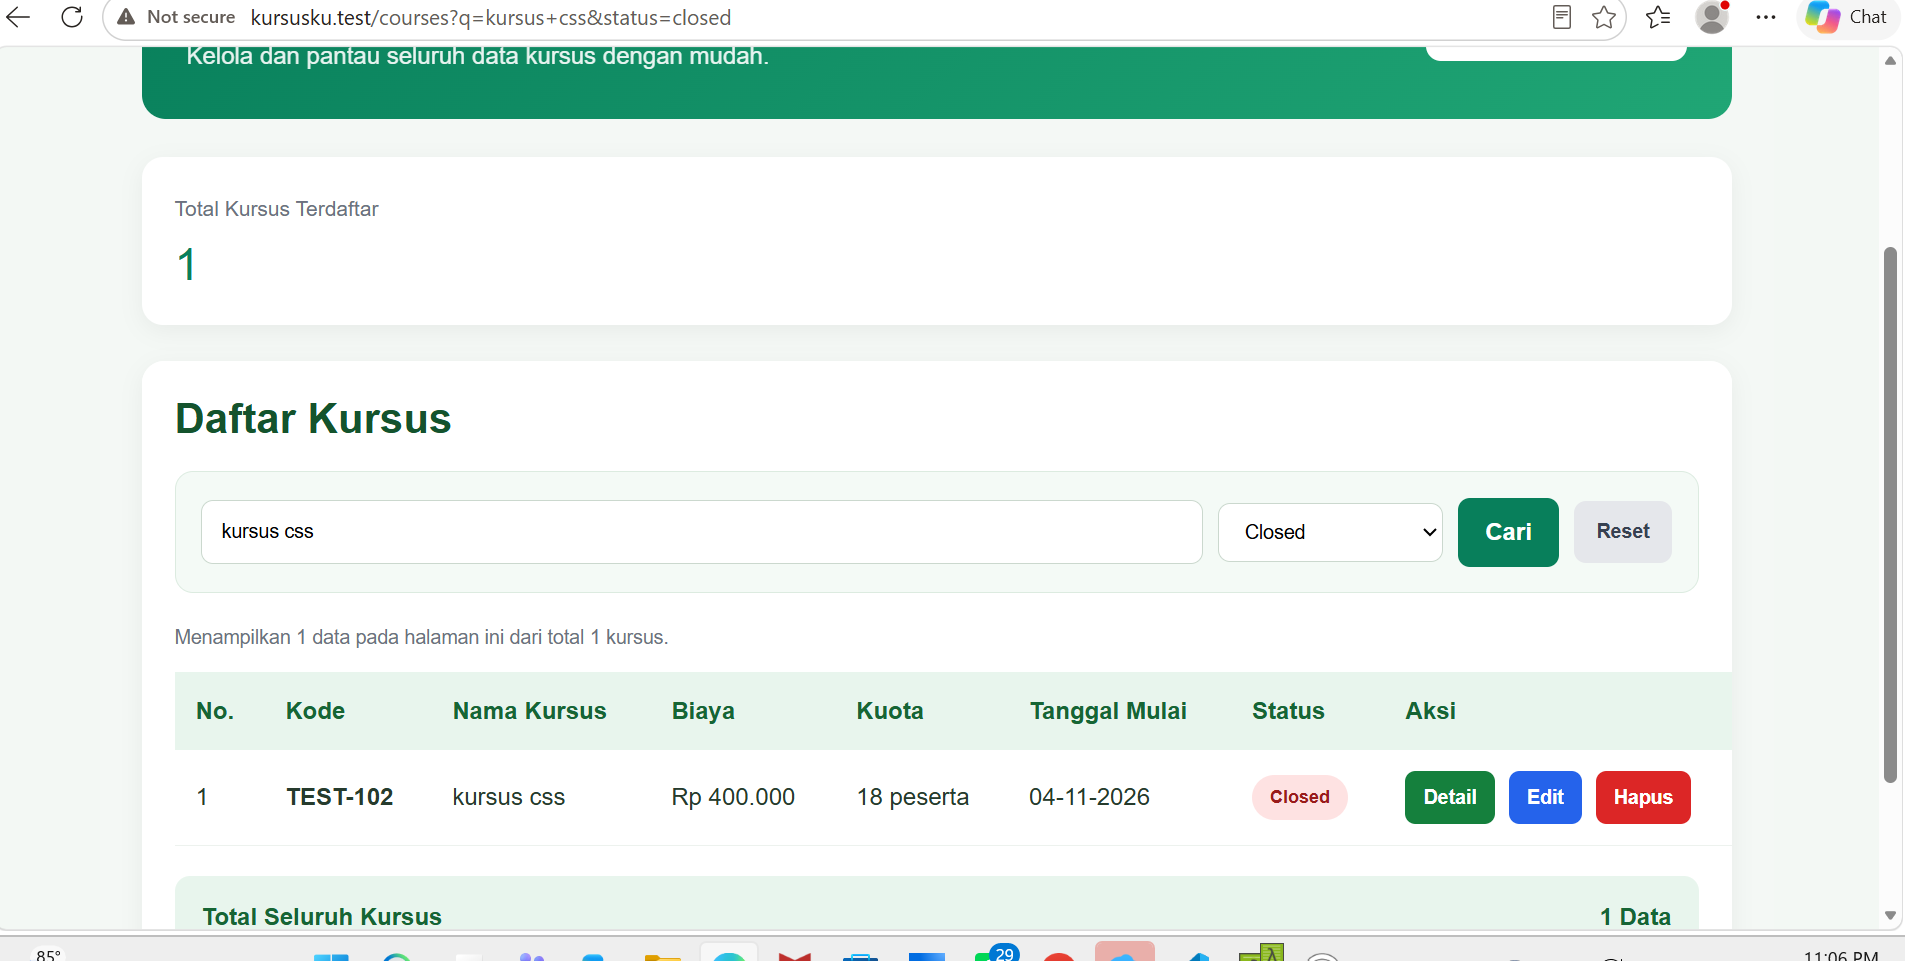 Not secure kursusku.test/courses?q=kursus+css&status=closed Chat
Kelola dan pantau seluruh data kursus dengan mudah.
Total Kursus Terdaftar
1
Daftar Kursus
kursus css Closed Cari Reset
Menampilkan 1 data pada halaman ini dari total 1 kursus.
No. Kode Nama Kursus Biaya Kuota Tanggal Mulai Status Aksi
1 TEST-102 kursus css Rp 400.000 18 peserta 04-11-2026 Closed Detail Edit Hapus
Total Seluruh Kursus 1 Data
85° 29 11:06 PM